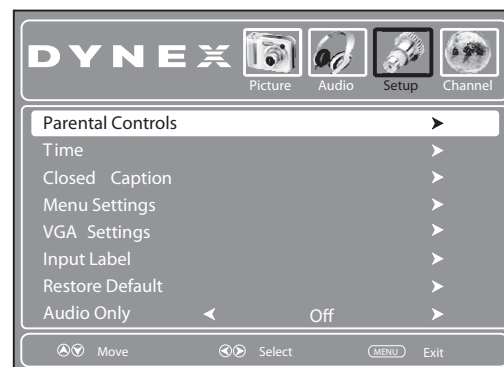 DYNEX
Picture Audio Setup Channel
Parental Controls
Time
Closed Caption
Menu Settings
VGA Settings
Input Label
Restore Default
Audio Only Off
Move Select MENU Exit